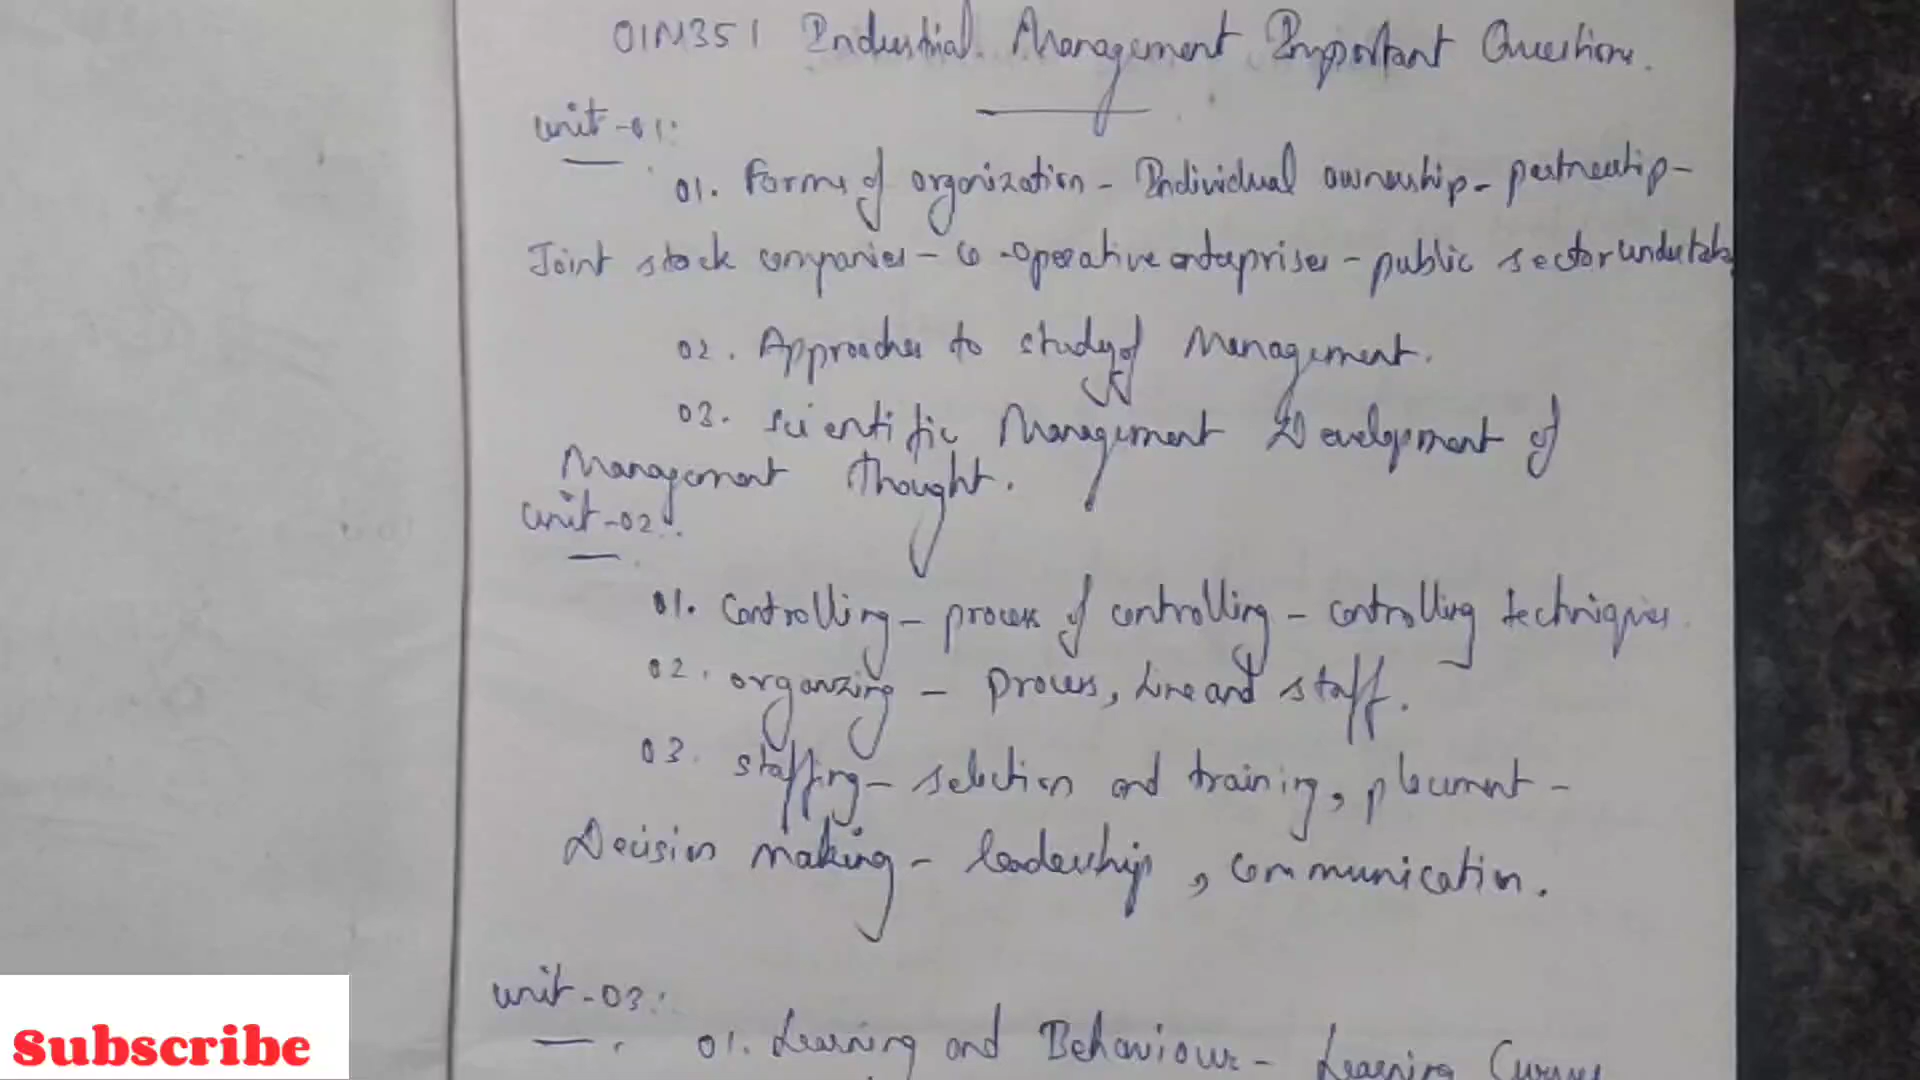 OIM351 Industrial Management Important Questions.
Unit-01:
01. Forms of organization - Individual ownership - partnership -
Joint stock companies - Co-operative enterprises - public sector undertak
02. Approaches to study of Management.
03. Scientific Management Development of
Management Thought.
Unit-02:
01. Controlling - process of controlling - controlling techniques.
02. organizing - process, Line and staff.
03. staffing - selection and training, placement -
Decision making - leadership, communication.
Unit-03:
01. Learning and Behaviour - Learning Curves
Subscribe